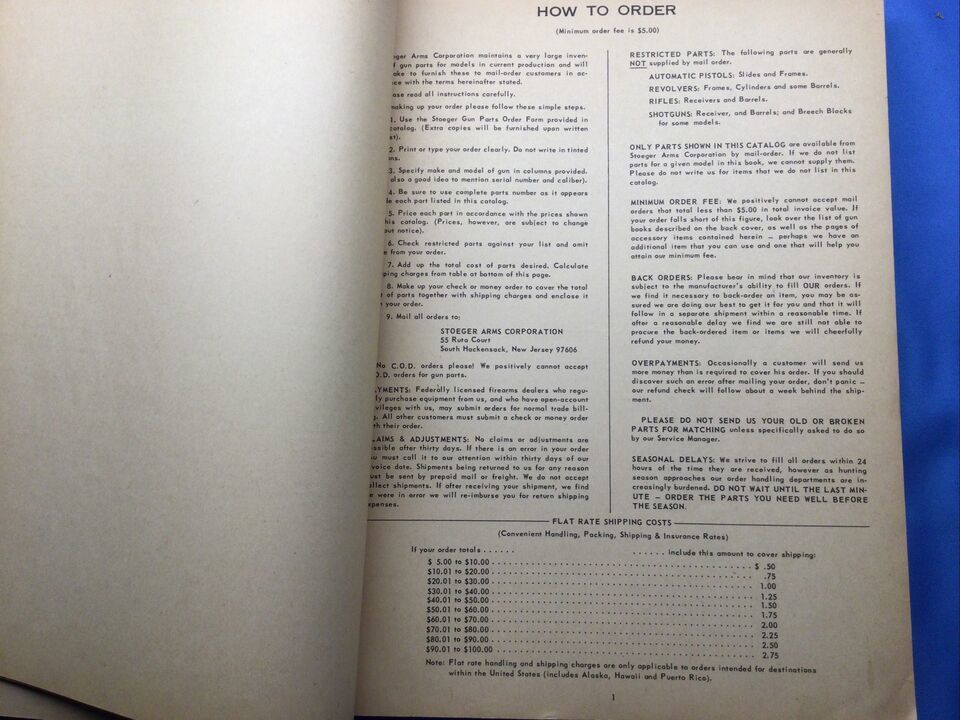 HOW TO ORDER
(Minimum order fee is $5.00)
eger Arms Corporation maintains a very large inven-
f gun parts for models in current production and will
ake to furnish these to mail-order customers in ac-
ce with the terms hereinafter stated.
ase read all instructions carefully.
making up your order please follow these simple steps.
1. Use the Stoeger Gun Parts Order Form provided in
catalog. (Extra copies will be furnished upon written
st).
2. Print or type your order clearly. Do not write in tinted
ns.
3. Specify make and model of gun in columns provided.
also a good idea to mention serial number and caliber).
4. Be sure to use complete parts number as it appears
le each part listed in this catalog.
5. Price each part in accordance with the prices shown
his catalog. (Prices, however, are subject to change
out notice).
6. Check restricted parts against your list and omit
e from your order.
7. Add up the total cost of parts desired. Calculate
ping charges from table at bottom of this page.
8. Make up your check or money order to cover the total
t of parts together with shipping charges and enclose it
your order.
9. Mail all orders to:
STOEGER ARMS CORPORATION
55 Ruta Court
South Hackensack, New Jersey 97606
No C.O.D. orders please! We positively cannot accept
O.D. orders for gun parts.
YMENTS: Federally licensed firearms dealers who regu-
ly purchase equipment from us, and who have open-account
vileges with us, may submit orders for normal trade bill-
g. All other customers must submit a check or money order
th their order.
LAIMS & ADJUSTMENTS: No claims or adjustments are
ssible after thirty days. If there is an error in your order
ou must call it to our attention within thirty days of our
voice date. Shipments being returned to us for any reason
ust be sent by prepaid mail or freight. We do not accept
ollect shipments. If after receiving your shipment, we find
e were in error we will re-imburse you for return shipping
xpenses.
RESTRICTED PARTS: The following parts are generally
NOT supplied by mail order.
AUTOMATIC PISTOLS: Slides and Frames.
REVOLVERS: Frames, Cylinders and some Barrels.
RIFLES: Receivers and Barrels.
SHOTGUNS: Receiver, and Barrels; and Breech Blocks
for some models.
ONLY PARTS SHOWN IN THIS CATALOG are available from
Stoeger Arms Corporation by mail-order. If we do not list
parts for a given model in this book, we cannot supply them.
Please do not write us for items that we do not list in this
catalog.
MINIMUM ORDER FEE: We positively cannot accept mail
orders that total less than $5.00 in total invoice value. If
your order falls short of this figure, look over the list of gun
books described on the back cover, as well as the pages of
accessory items contained herein – perhaps we have an
additional item that you can use and one that will help you
attain our minimum fee.
BACK ORDERS: Please bear in mind that our inventory is
subject to the manufacturer's ability to fill OUR orders. If
we find it necessary to back-order an item, you may be as-
sured we are doing our best to get it for you and that it will
follow in a separate shipment within a reasonable time. If
after a reasonable delay we find we are still not able to
procure the back-ordered item or items we will cheerfully
refund your money.
OVERPAYMENTS: Occasionally a customer will send us
more money than is required to cover his order. If you should
discover such an error after mailing your order, don't panic –
our refund check will follow about a week behind the ship-
ment.
PLEASE DO NOT SEND US YOUR OLD OR BROKEN
PARTS FOR MATCHING unless specifically asked to do so
by our Service Manager.
SEASONAL DELAYS: We strive to fill all orders within 24
hours of the time they are received, however as hunting
season approaches our order handling departments are in-
creasingly burdened. DO NOT WAIT UNTIL THE LAST MIN-
UTE – ORDER THE PARTS YOU NEED WELL BEFORE
THE SEASON.
FLAT RATE SHIPPING COSTS
(Convenient Handling, Packing, Shipping & Insurance Rates)
If your order totals . . . . . . . . . . . . include this amount to cover shipping:
$ 5.00 to $10.00 . . . . . . $ .50
$10.01 to $20.00 . . . . . . .75
$20.01 to $30.00 . . . . . . 1.00
$30.01 to $40.00 . . . . . . 1.25
$40.01 to $50.00 . . . . . . 1.50
$50.01 to $60.00 . . . . . . 1.75
$60.01 to $70.00 . . . . . . 2.00
$70.01 to $80.00 . . . . . . 2.25
$80.01 to $90.00 . . . . . . 2.50
$90.01 to $100.00 . . . . . . 2.75
Note: Flat rate handling and shipping charges are only applicable to orders intended for destinations
within the United States (includes Alaska, Hawaii and Puerto Rico).
1